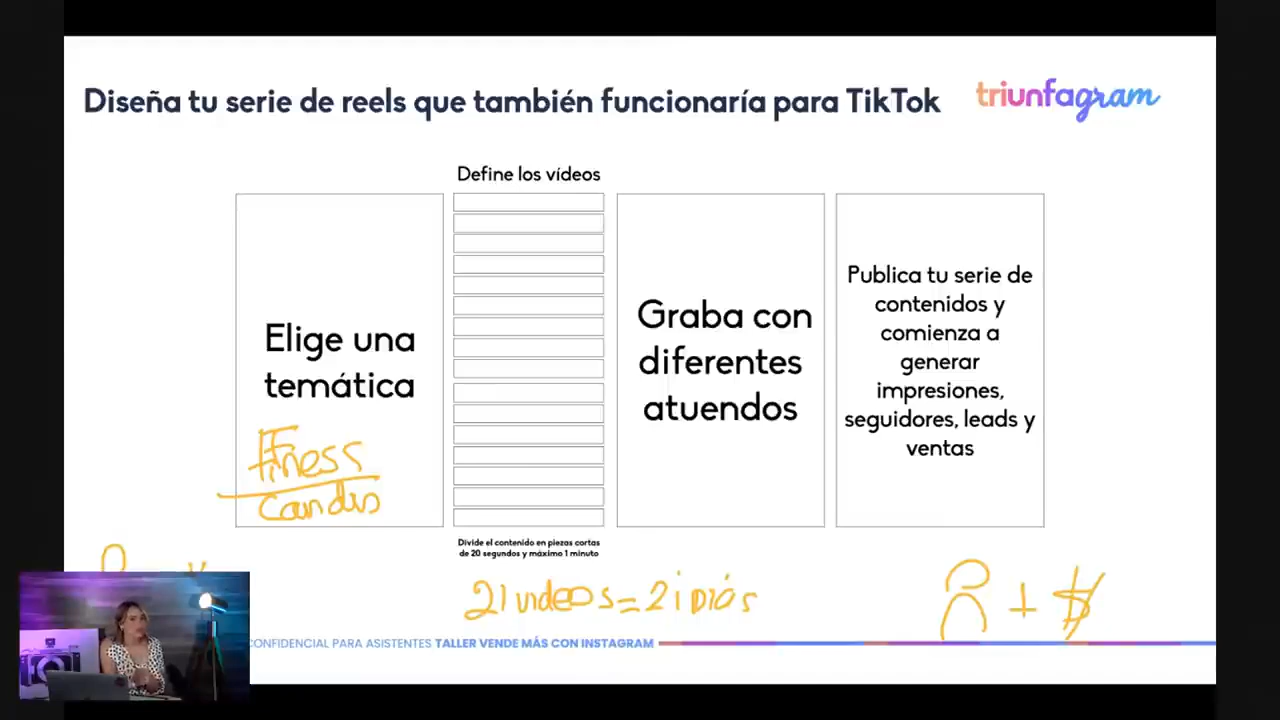 Diseña tu serie de reels que también funcionaría para TikTok
triunfagram
Define los vídeos
Elige una
temática
Graba con
diferentes
atuendos
Publica tu serie de
contenidos y
comienza a
generar
impresiones,
seguidores, leads y
ventas
Divide el contenido en piezas cortas
de 20 segundos y máximo 1 minuto
21 videos = 21 Días
+ $
CONFIDENCIAL PARA ASISTENTES TALLER VENDE MÁS CON INSTAGRAM